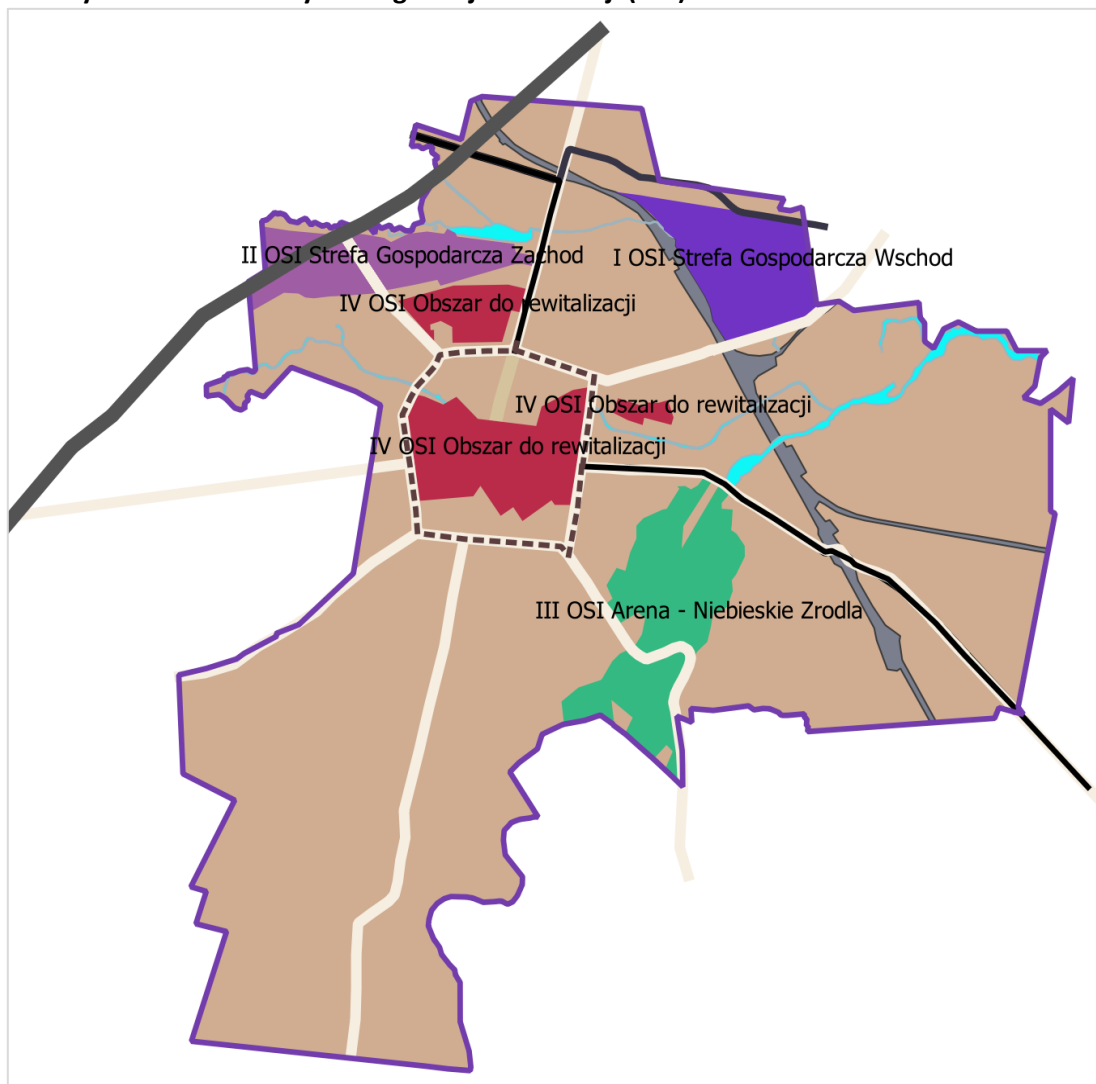 II OSI Strefa Gospodarcza Zachod
I OSI Strefa Gospodarcza Wschod
IV OSI Obszar do rewitalizacji
IV OSI Obszar do rewitalizacji
IV OSI Obszar do rewitalizacji
III OSI Arena - Niebieskie Zrodla